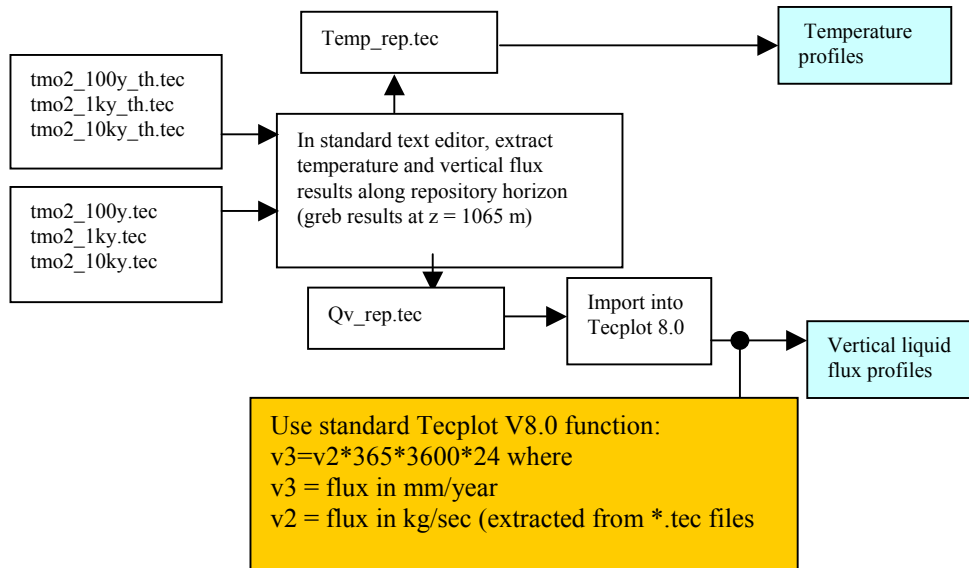 Temp_rep.tec
Temperature
profiles
tmo2_100y_th.tec
tmo2_1ky_th.tec
tmo2_10ky_th.tec
In standard text editor, extract
temperature and vertical flux
results along repository horizon
(greb results at z = 1065 m)
tmo2_100y.tec
tmo2_1ky.tec
tmo2_10ky.tec
Qv_rep.tec
Import into
Tecplot 8.0
Vertical liquid
flux profiles
Use standard Tecplot V8.0 function:
v3=v2*365*3600*24 where
v3 = flux in mm/year
v2 = flux in kg/sec (extracted from *.tec files